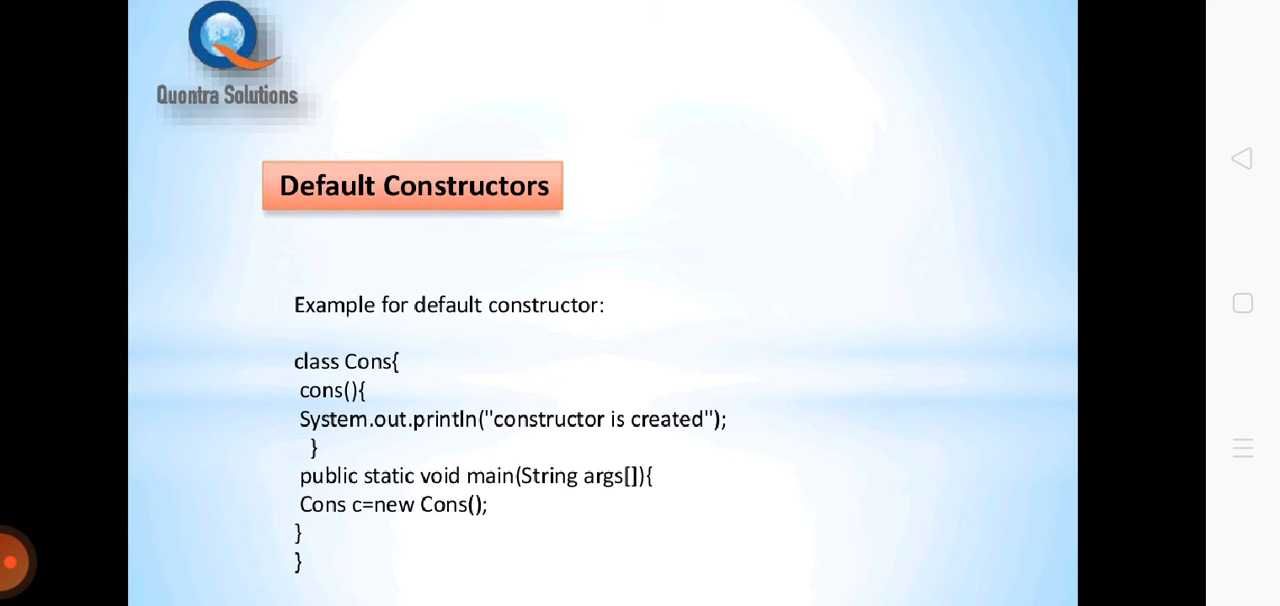 Quontra Solutions
Default Constructors
Example for default constructor:
class Cons{
cons(){
System.out.println("constructor is created");
}
public static void main(String args[]){
Cons c=new Cons();
}
}